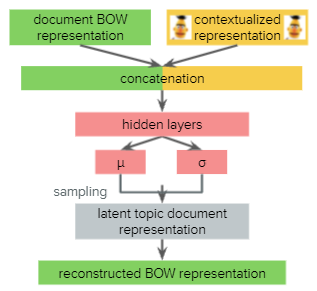 document BOW
representation
contextualized
representation
concatenation
hidden layers
μ
σ
sampling
latent topic document
representation
reconstructed BOW representation